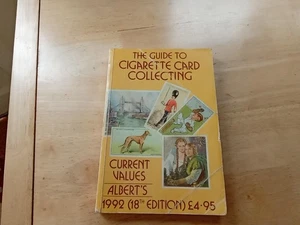 THE GUIDE TO
CIGARETTE CARD
COLLECTING
CURRENT
VALUES
ALBERT'S
1992 (18TH EDITION) £4·95